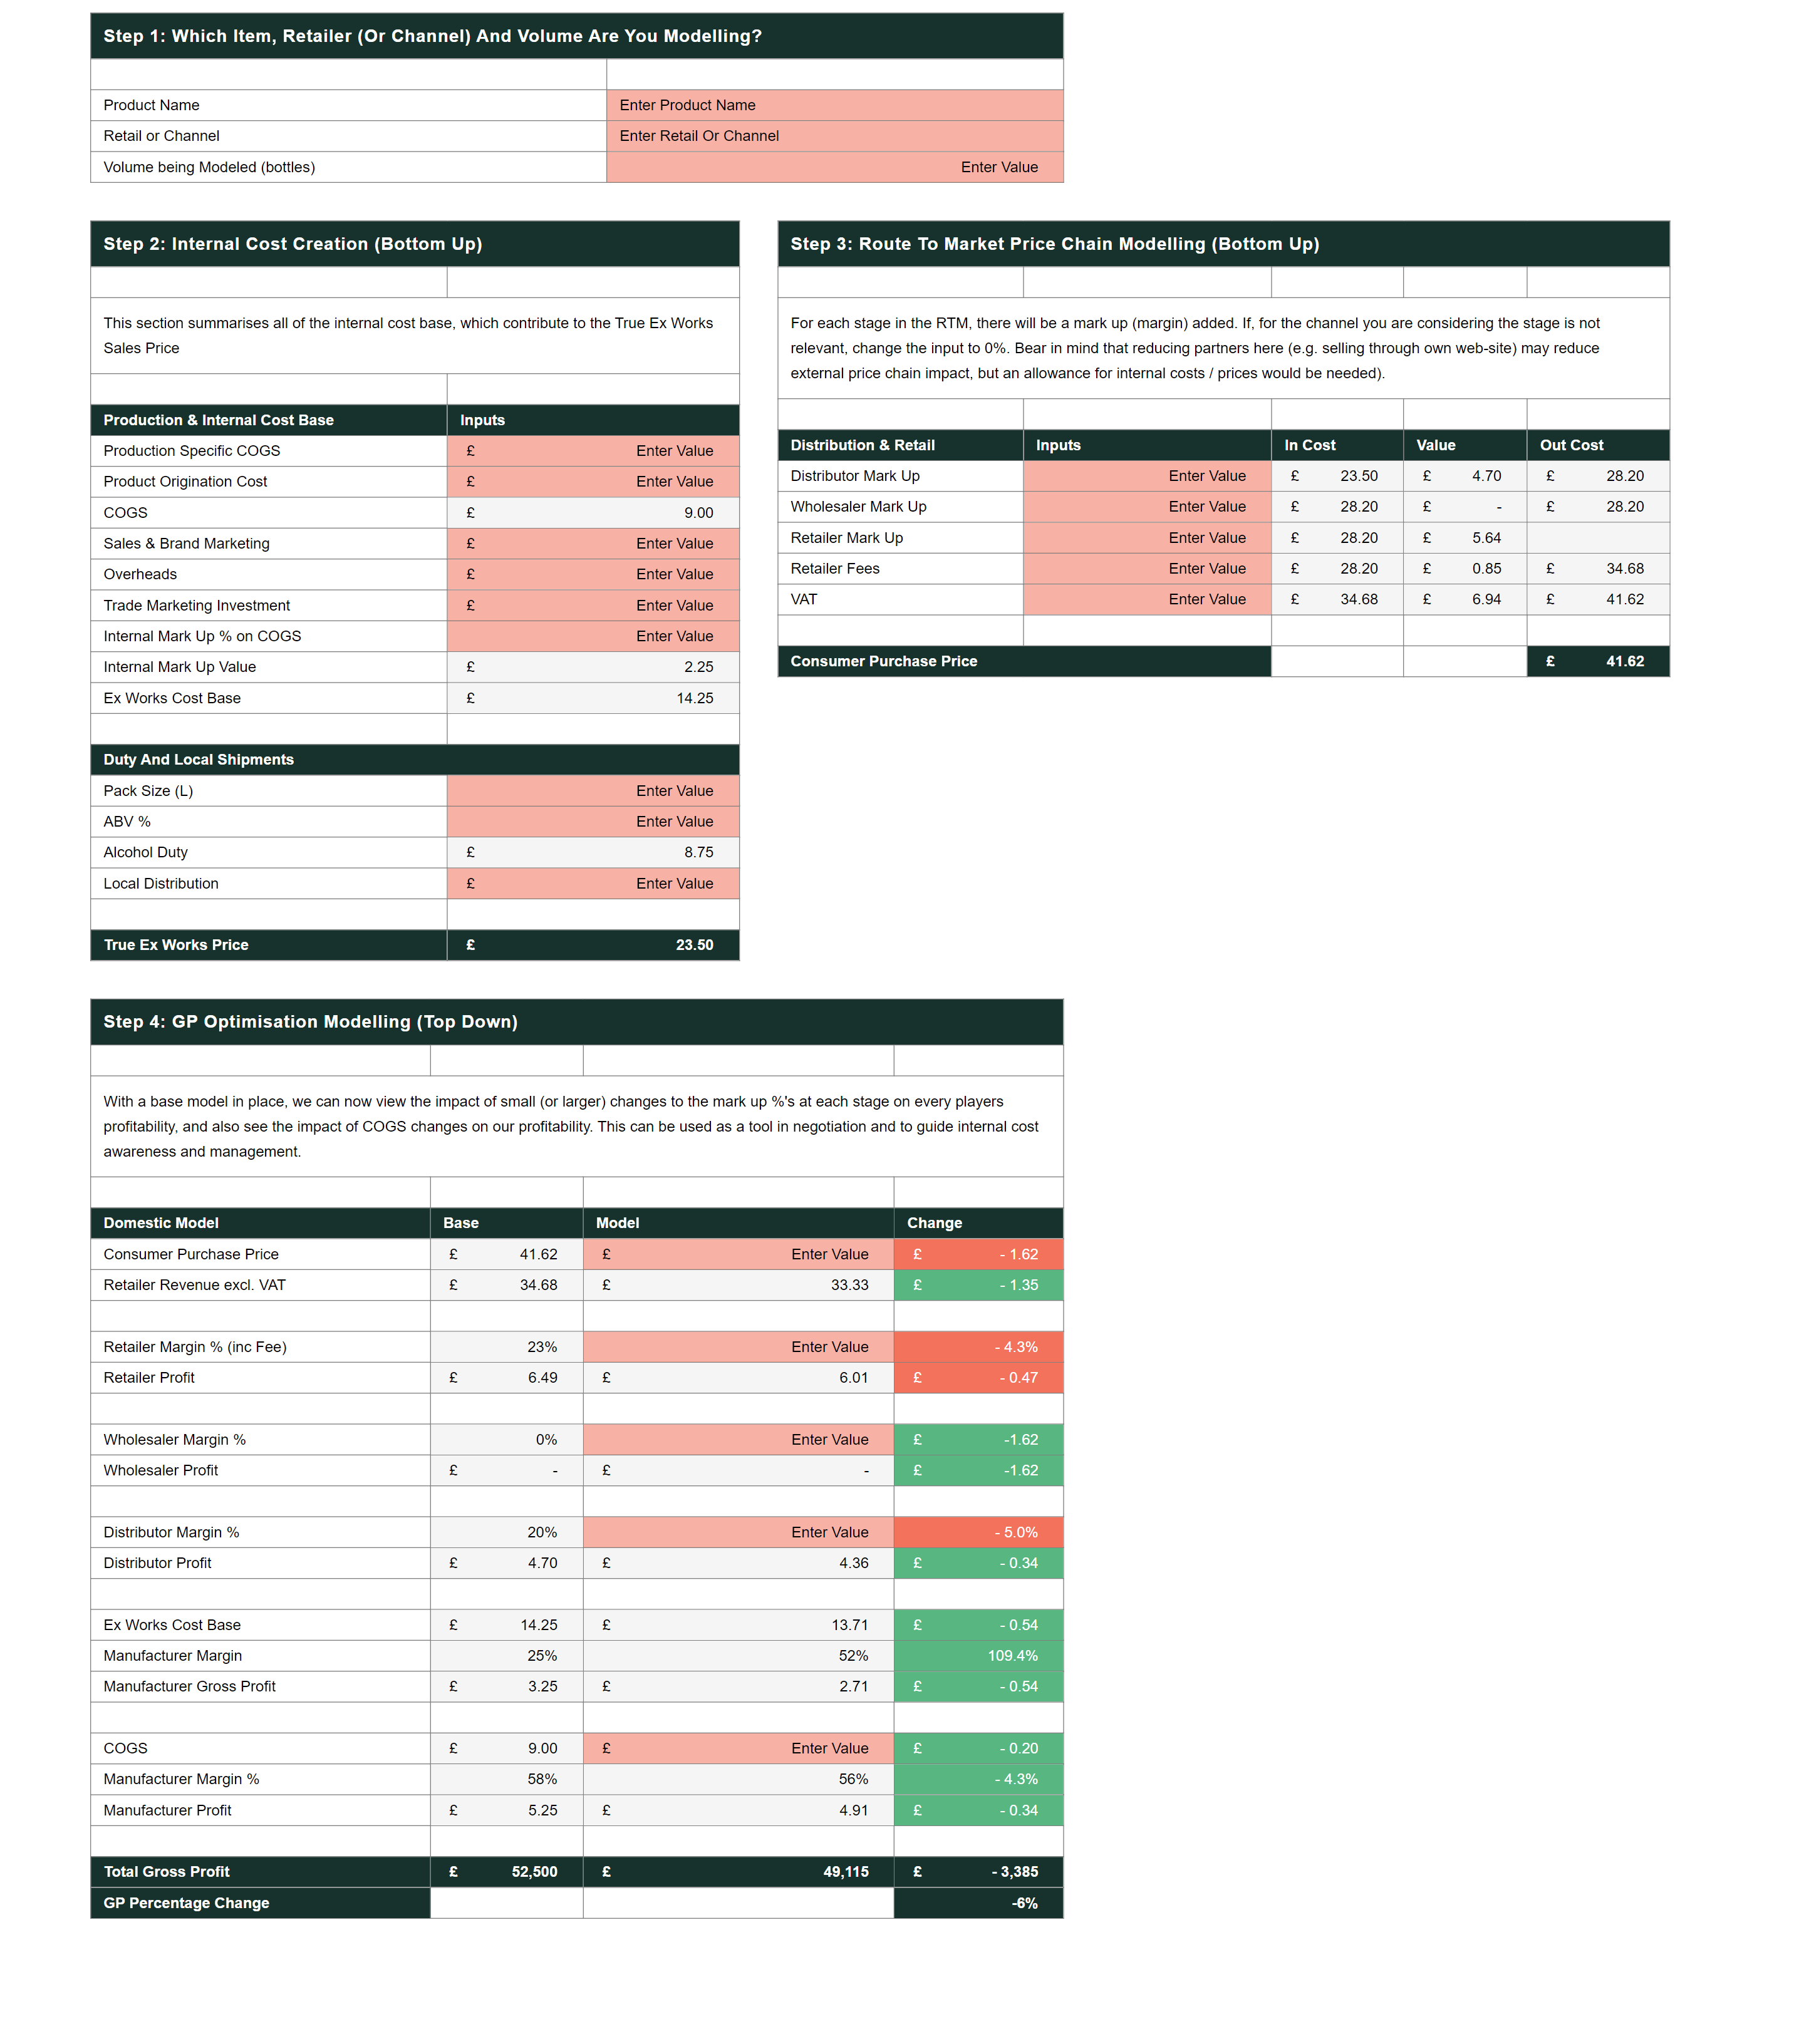 Step 1: Which Item, Retailer (Or Channel) And Volume Are You Modelling?
Product Name Enter Product Name
Retail or Channel Enter Retail Or Channel
Volume being Modeled (bottles) Enter Value
Step 2: Internal Cost Creation (Bottom Up)
This section summarises all of the internal cost base, which contribute to the True Ex Works
Sales Price
Production & Internal Cost Base Inputs
Production Specific COGS £ Enter Value
Product Origination Cost £ Enter Value
COGS £ 9.00
Sales & Brand Marketing £ Enter Value
Overheads £ Enter Value
Trade Marketing Investment £ Enter Value
Internal Mark Up % on COGS Enter Value
Internal Mark Up Value £ 2.25
Ex Works Cost Base £ 14.25
Duty And Local Shipments
Pack Size (L) Enter Value
ABV % Enter Value
Alcohol Duty £ 8.75
Local Distribution £ Enter Value
True Ex Works Price £ 23.50
Step 3: Route To Market Price Chain Modelling (Bottom Up)
For each stage in the RTM, there will be a mark up (margin) added. If, for the channel you are considering the stage is not
relevant, change the input to 0%. Bear in mind that reducing partners here (e.g. selling through own web-site) may reduce
external price chain impact, but an allowance for internal costs / prices would be needed).
Distribution & Retail Inputs In Cost Value Out Cost
Distributor Mark Up Enter Value £ 23.50 £ 4.70 £ 28.20
Wholesaler Mark Up Enter Value £ 28.20 £ - £ 28.20
Retailer Mark Up Enter Value £ 28.20 £ 5.64
Retailer Fees Enter Value £ 28.20 £ 0.85 £ 34.68
VAT Enter Value £ 34.68 £ 6.94 £ 41.62
Consumer Purchase Price £ 41.62
Step 4: GP Optimisation Modelling (Top Down)
With a base model in place, we can now view the impact of small (or larger) changes to the mark up %'s at each stage on every players
profitability, and also see the impact of COGS changes on our profitability. This can be used as a tool in negotiation and to guide internal cost
awareness and management.
Domestic Model Base Model Change
Consumer Purchase Price £ 41.62 £ Enter Value £ - 1.62
Retailer Revenue excl. VAT £ 34.68 £ 33.33 £ - 1.35
Retailer Margin % (inc Fee) 23% Enter Value - 4.3%
Retailer Profit £ 6.49 £ 6.01 £ - 0.47
Wholesaler Margin % 0% Enter Value £ -1.62
Wholesaler Profit £ - £ - £ -1.62
Distributor Margin % 20% Enter Value - 5.0%
Distributor Profit £ 4.70 £ 4.36 £ - 0.34
Ex Works Cost Base £ 14.25 £ 13.71 £ - 0.54
Manufacturer Margin 25% 52% 109.4%
Manufacturer Gross Profit £ 3.25 £ 2.71 £ - 0.54
COGS £ 9.00 £ Enter Value £ - 0.20
Manufacturer Margin % 58% 56% - 4.3%
Manufacturer Profit £ 5.25 £ 4.91 £ - 0.34
Total Gross Profit £ 52,500 £ 49,115 £ - 3,385
GP Percentage Change -6%